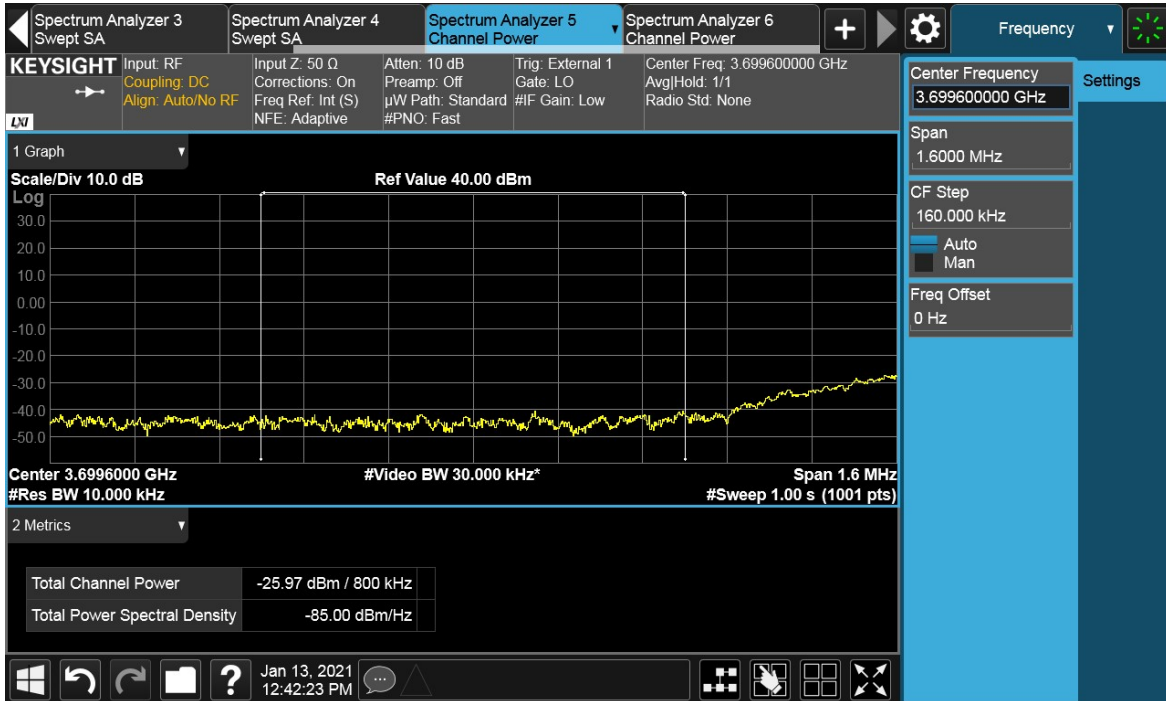 Spectrum Analyzer 3
Swept SA
Spectrum Analyzer 4
Swept SA
Spectrum Analyzer 5
Channel Power
Spectrum Analyzer 6
Channel Power
+
Frequency
KEYSIGHT
LXI
Input: RF
Coupling: DC
Align: Auto/No RF
Input Z: 50 Ω
Corrections: On
Freq Ref: Int (S)
NFE: Adaptive
Atten: 10 dB
Preamp: Off
µW Path: Standard
#PNO: Fast
Trig: External 1
Gate: LO
#IF Gain: Low
Center Freq: 3.699600000 GHz
Avg|Hold: 1/1
Radio Std: None
Center Frequency
3.699600000 GHz
Settings
Span
1.6000 MHz
CF Step
160.000 kHz
Auto
Man
Freq Offset
0 Hz
1 Graph
Scale/Div 10.0 dB
Ref Value 40.00 dBm
Log
30.0
20.0
10.0
0.00
-10.0
-20.0
-30.0
-40.0
-50.0
Center 3.6996000 GHz
#Video BW 30.000 kHz*
Span 1.6 MHz
#Res BW 10.000 kHz
#Sweep 1.00 s (1001 pts)
2 Metrics
Total Channel Power -25.97 dBm / 800 kHz
Total Power Spectral Density -85.00 dBm/Hz
?
Jan 13, 2021
12:42:23 PM